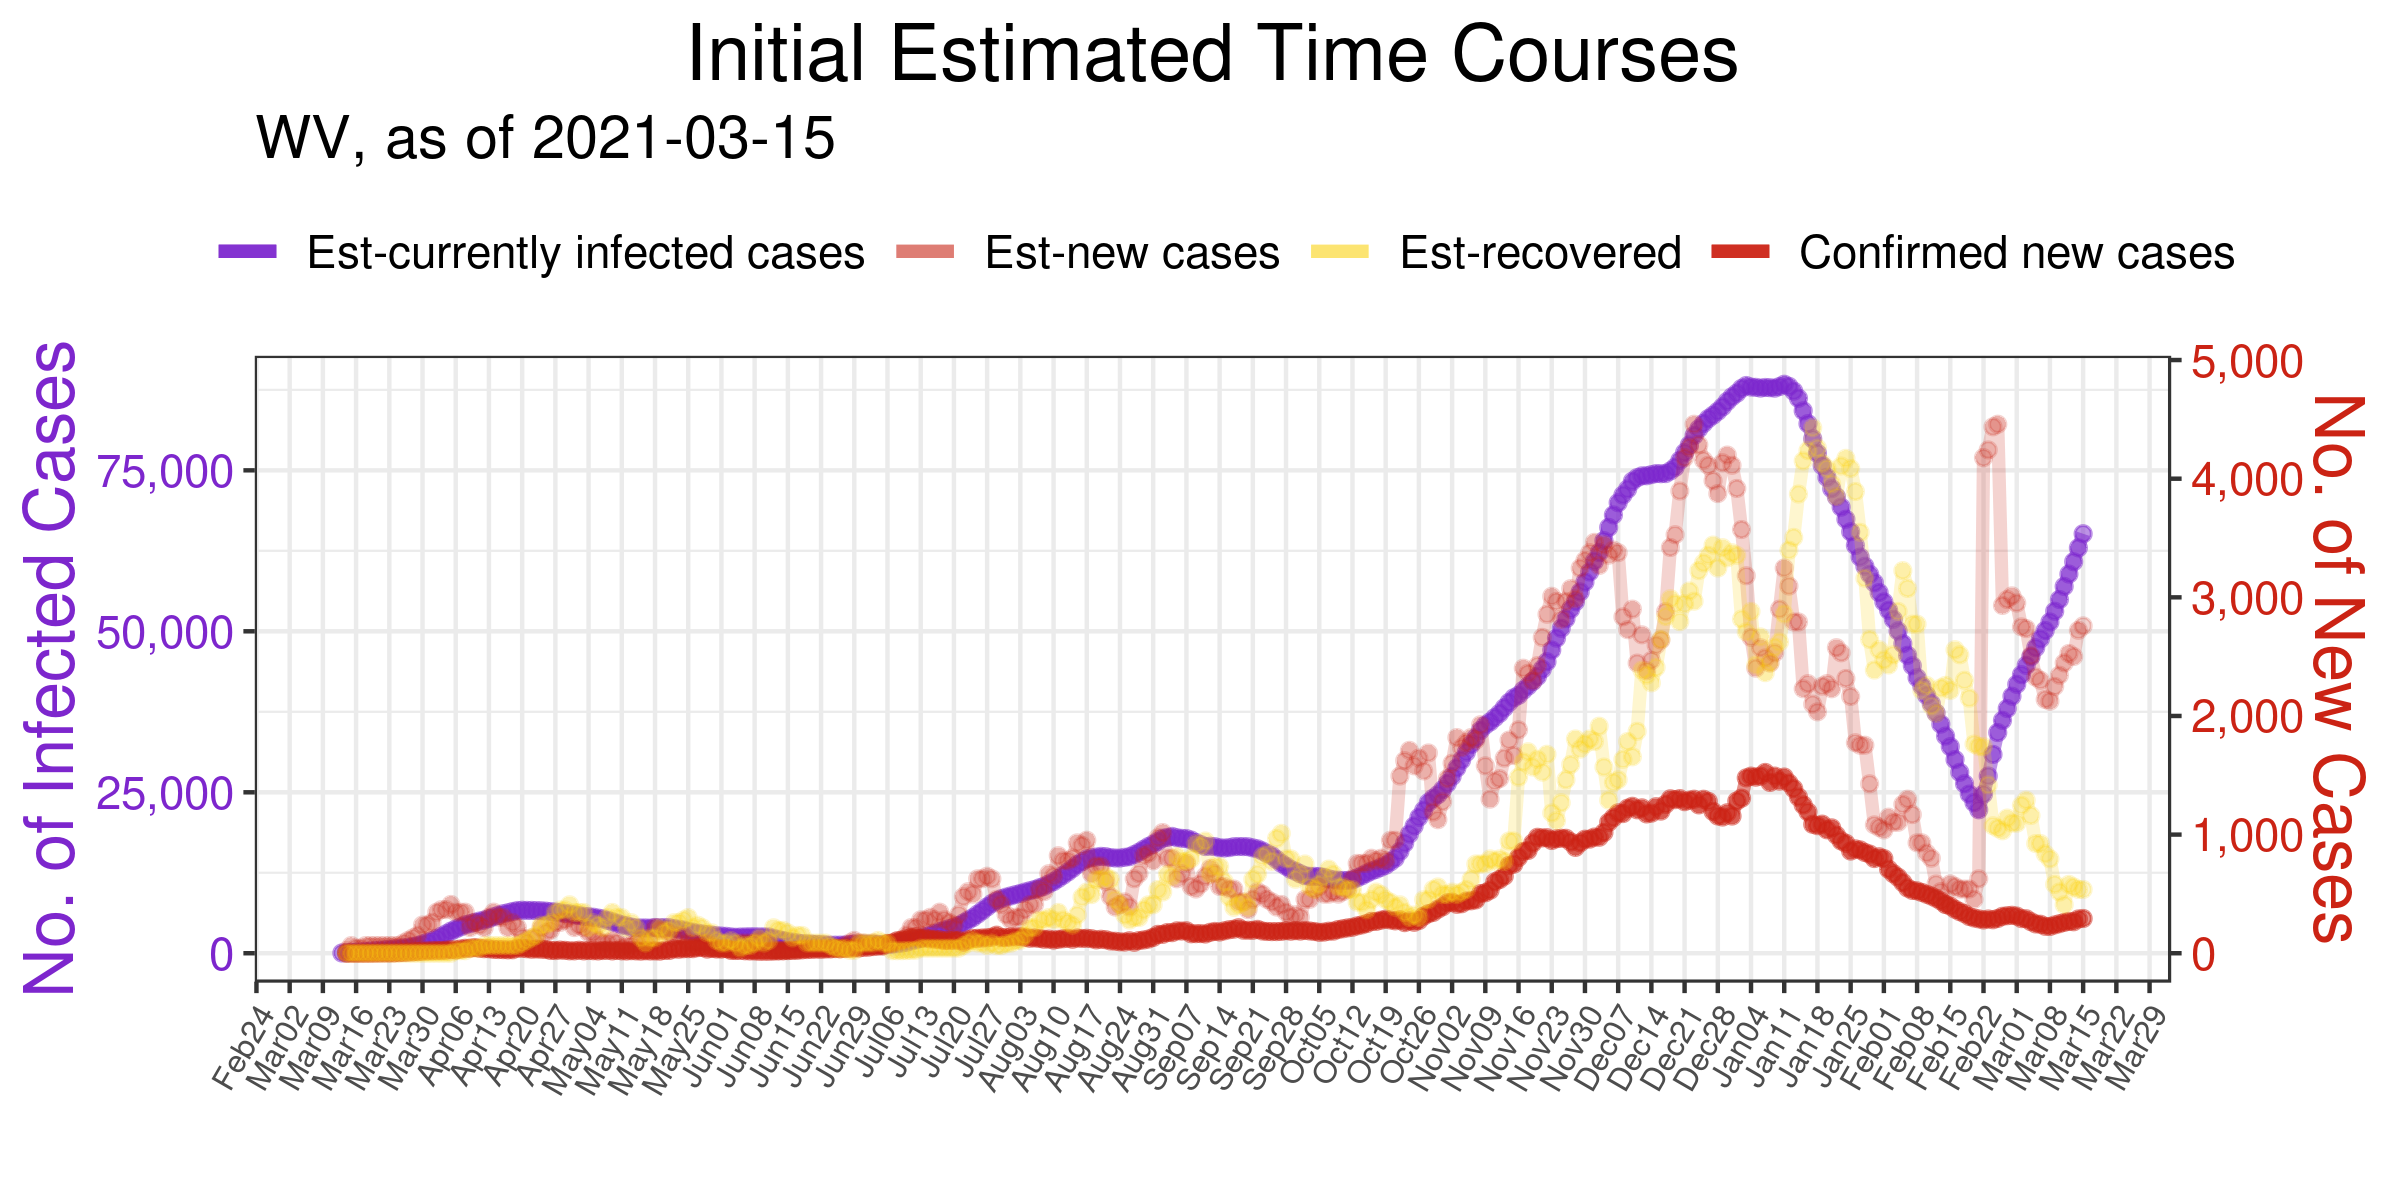 Initial Estimated Time Courses
WV, as of 2021-03-15
Est-currently infected cases
Est-new cases
Est-recovered
Confirmed new cases
No. of Infected Cases
75,000
50,000
25,000
0
5,000
4,000
3,000
2,000
1,000
0
No. of New Cases
Feb24
Mar02
Mar09
Mar16
Mar23
Mar30
Apr06
Apr13
Apr20
Apr27
May04
May11
May18
May25
Jun01
Jun08
Jun15
Jun22
Jun29
Jul06
Jul13
Jul20
Jul27
Aug03
Aug10
Aug17
Aug24
Aug31
Sep07
Sep14
Sep21
Sep28
Oct05
Oct12
Oct19
Oct26
Nov02
Nov09
Nov16
Nov23
Nov30
Dec07
Dec14
Dec21
Dec28
Jan04
Jan11
Jan18
Jan25
Feb01
Feb08
Feb15
Feb22
Mar01
Mar08
Mar15
Mar22
Mar29